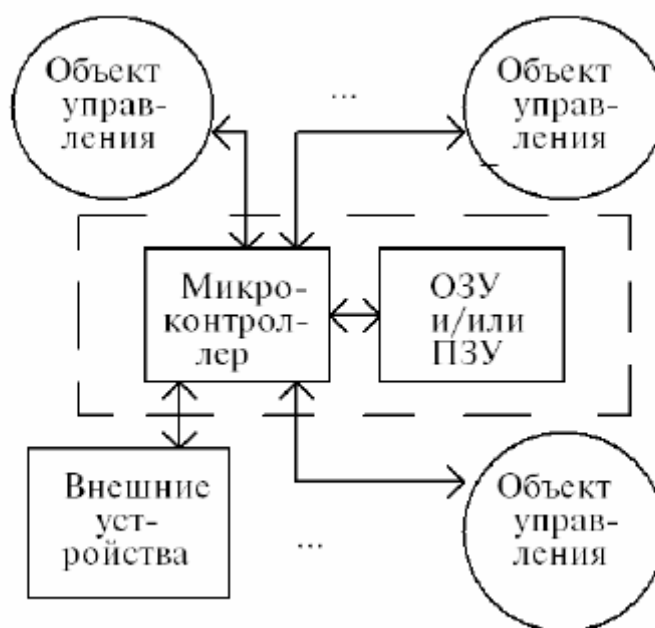 Объект
управ-
ления
...
Объект
управ-
ления
Микро-
контрол-
лер
ОЗУ
и/или
ПЗУ
Внешние
уст-
ройства
...
Объект
управ-
ления